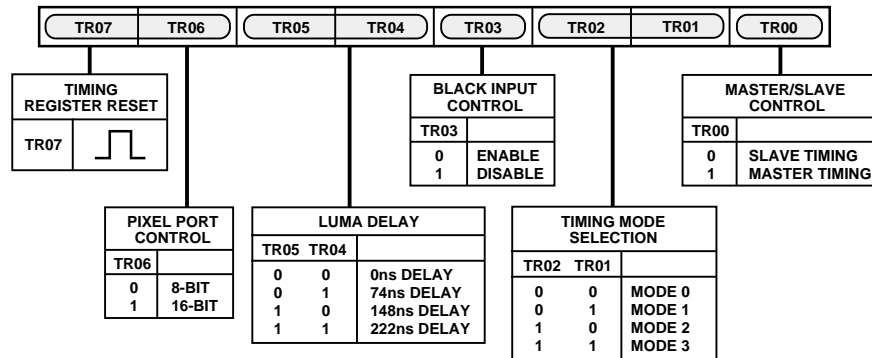 TR07 TR06 TR05 TR04 TR03 TR02 TR01 TR00
TIMING
REGISTER RESET
TR07
BLACK INPUT
CONTROL
TR03
0 ENABLE
1 DISABLE
MASTER/SLAVE
CONTROL
TR00
0 SLAVE TIMING
1 MASTER TIMING
PIXEL PORT
CONTROL
TR06
0 8-BIT
1 16-BIT
LUMA DELAY
TR05 TR04
0 0 0ns DELAY
0 1 74ns DELAY
1 0 148ns DELAY
1 1 222ns DELAY
TIMING MODE
SELECTION
TR02 TR01
0 0 MODE 0
0 1 MODE 1
1 0 MODE 2
1 1 MODE 3